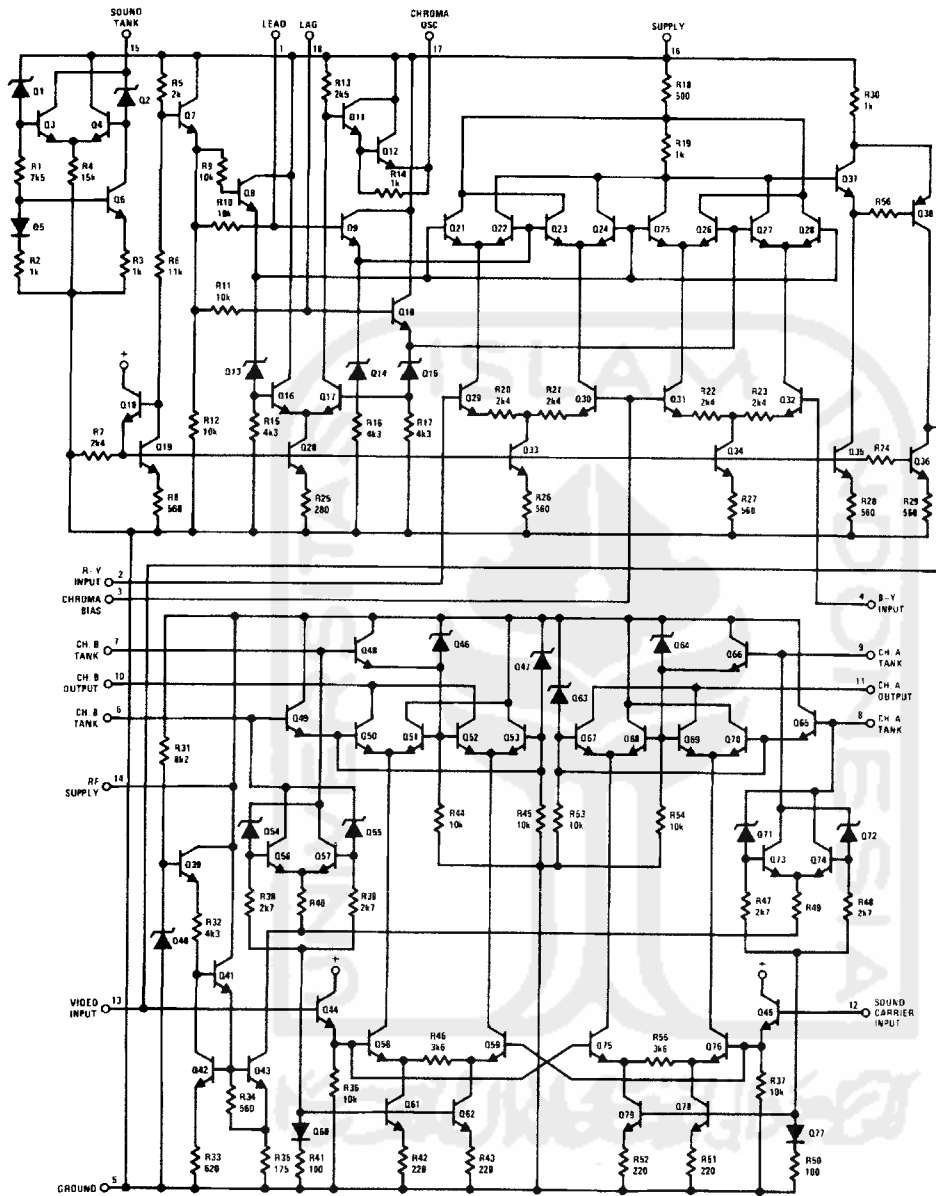 SOUND TANK 15
LEAD 1
LAG 18
CHROMA OSC 17
SUPPLY 16
Q1
Q2
Q3
Q4
R5 2k
Q7
R13 2k5
Q11
Q12
R14 1k
R18 500
R19 1k
R30 1k
R1 7k5
R4 15k
Q6
R9 10k
Q8
R10 10k
Q9
Q21
Q22
Q23
Q24
Q26
Q27
Q28
Q37
R56
Q38
Q5
R2 1k
R3 1k
R6 11k
R11 10k
Q10
Q13
Q14
Q15
Q16
Q17
Q29
R20 2k4
R21 2k4
Q30
Q31
R22 2k4
R23 2k4
Q32
+
Q18
R7 2k4
Q19
R8 560
R12 10k
R15 4k3
Q20
R25 280
R16 4k3
R17 4k3
Q33
R26 560
Q34
R27 560
Q35
R24
Q36
R28 560
R29 560
R-Y INPUT 2
CHROMA BIAS 3
4 B-Y INPUT
CH. B TANK 7
CH. B OUTPUT 10
CH. B TANK 6
9 CH. A TANK
11 CH. A OUTPUT
8 CH. A TANK
Q48
Q46
Q47
Q63
Q64
Q66
Q49
Q50
Q51
Q52
Q53
Q67
Q68
Q69
Q70
Q65
R31 8k2
RF SUPPLY 14
R44 10k
R45 10k
R53 10k
R54 10k
Q54
Q55
Q56
Q57
Q71
Q72
Q73
Q74
Q39
R38 2k7
R40
R39 2k7
R47 2k7
R49
R48 2k7
R32 4k3
Q40
Q41
+
+
VIDEO INPUT 13
Q44
Q45
12 SOUND CARRIER INPUT
Q42
Q43
R34 560
R36 10k
Q58
R46 3k6
Q59
Q75
R55 3k6
Q76
R37 10k
Q60
Q61
Q62
Q79
Q78
Q77
R33 620
R35 175
R41 100
R42 220
R43 220
R52 220
R51 220
R50 100
GROUND 5
ISLAM
INDONESIA